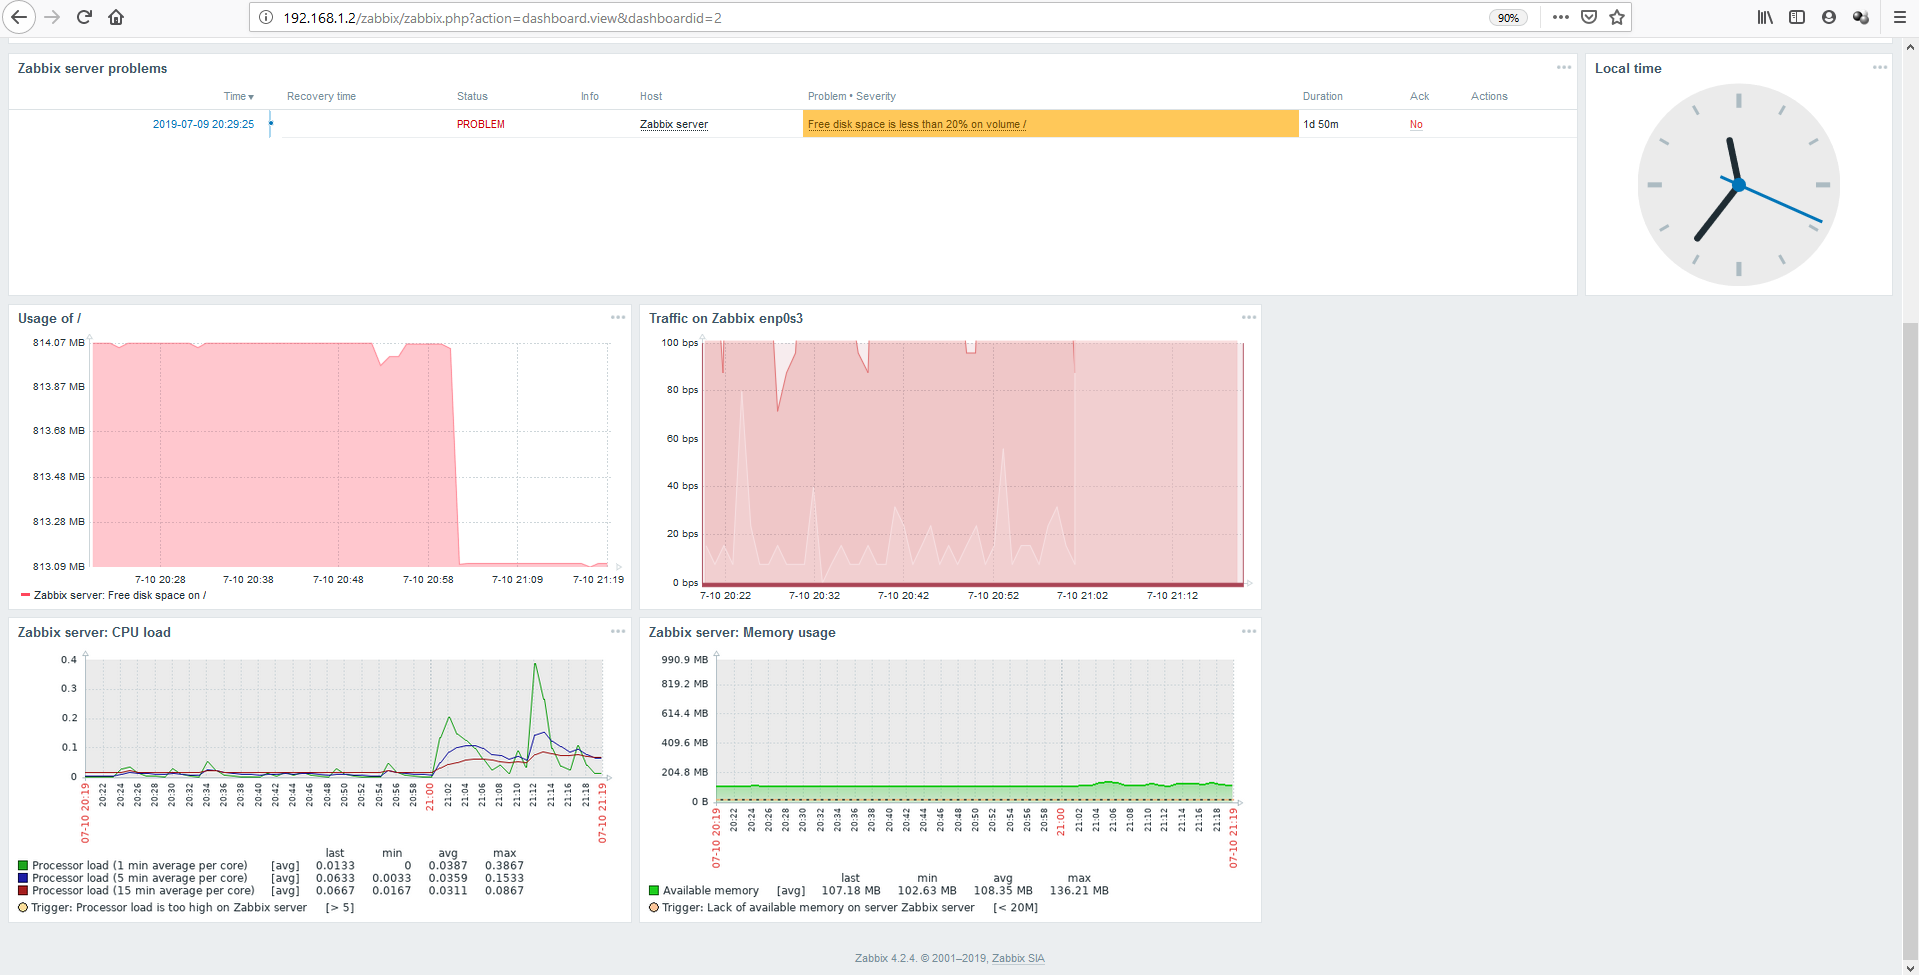 192.168.1.2/zabbix/zabbix.php?action=dashboard.view&dashboardid=2 90%
Zabbix server problems
Time Recovery time Status Info Host Problem • Severity Duration Ack Actions
2019-07-09 20:29:25 PROBLEM Zabbix server Free disk space is less than 20% on volume / 1d 50m No
Local time
Usage of /
814.07 MB
813.87 MB
813.68 MB
813.48 MB
813.28 MB
813.09 MB
7-10 20:28 7-10 20:38 7-10 20:48 7-10 20:58 7-10 21:09 7-10 21:19
Zabbix server: Free disk space on /
Traffic on Zabbix enp0s3
100 bps
80 bps
60 bps
40 bps
20 bps
0 bps
7-10 20:22 7-10 20:32 7-10 20:42 7-10 20:52 7-10 21:02 7-10 21:12
Zabbix server: CPU load
0.4
0.3
0.2
0.1
0
07-10 20:19 20:22 20:24 20:26 20:28 20:30 20:32 20:34 20:36 20:38 20:40 20:42 20:44 20:46 20:48 20:50 20:52 20:54 20:56 20:58 21:00 21:02 21:04 21:06 21:08 21:10 21:12 21:14 21:16 21:18 07-10 21:19
last min avg max
Processor load (1 min average per core) [avg] 0.0133 0 0.0387 0.3867
Processor load (5 min average per core) [avg] 0.0633 0.0033 0.0359 0.1533
Processor load (15 min average per core) [avg] 0.0667 0.0167 0.0311 0.0867
Trigger: Processor load is too high on Zabbix server [> 5]
Zabbix server: Memory usage
990.9 MB
819.2 MB
614.4 MB
409.6 MB
204.8 MB
0 B
07-10 20:19 20:22 20:24 20:26 20:28 20:30 20:32 20:34 20:36 20:38 20:40 20:42 20:44 20:46 20:48 20:50 20:52 20:54 20:56 20:58 21:00 21:02 21:04 21:06 21:08 21:10 21:12 21:14 21:16 21:18 07-10 21:19
last min avg max
Available memory [avg] 107.18 MB 102.63 MB 108.35 MB 136.21 MB
Trigger: Lack of available memory on server Zabbix server [< 20M]
Zabbix 4.2.4. © 2001–2019, Zabbix SIA